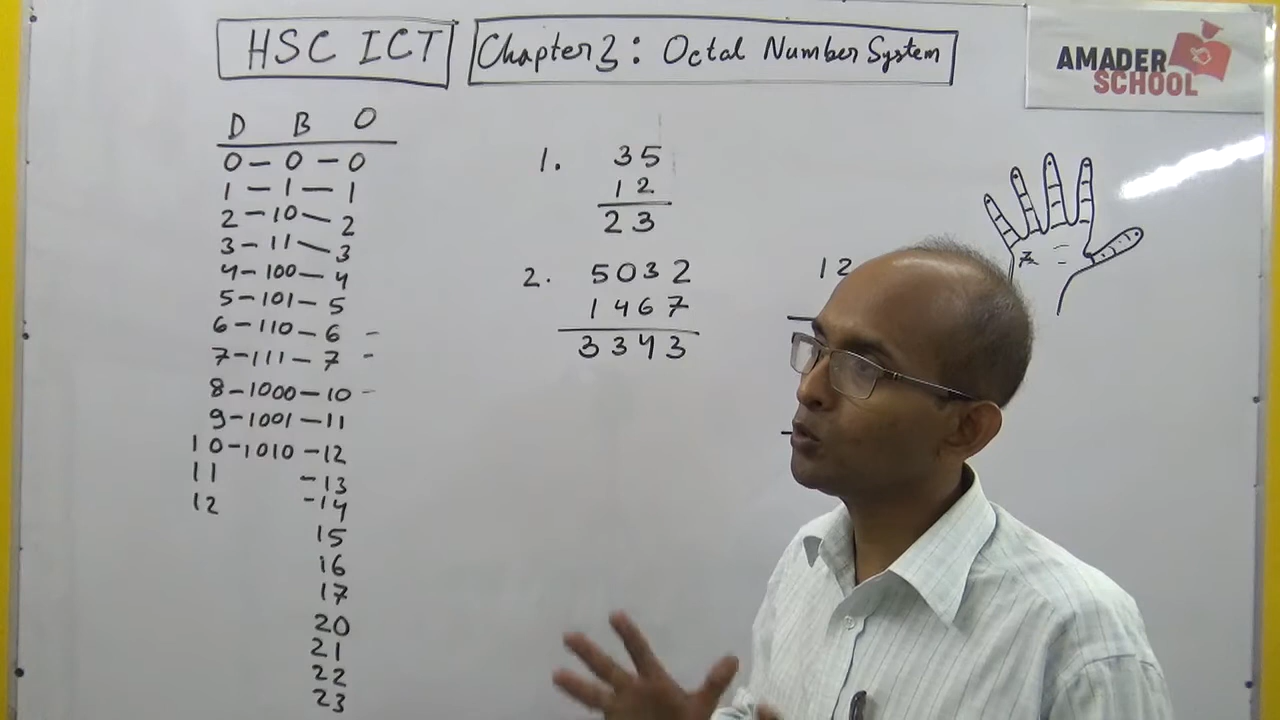 HSC ICT
Chapter 3: Octal Number System
AMADER
SCHOOL
D B O
0 - 0 - 0
1 - 1 - 1
2 - 10 - 2
3 - 11 - 3
4 - 100 - 4
5 - 101 - 5
6 - 110 - 6 -
7 - 111 - 7 -
8 - 1000 - 10 -
9 - 1001 - 11
10 - 1010 - 12
11 - 13
12 - 14
15
16
17
20
21
22
23
1. 35
12
23
2. 5032
1467
3343
12